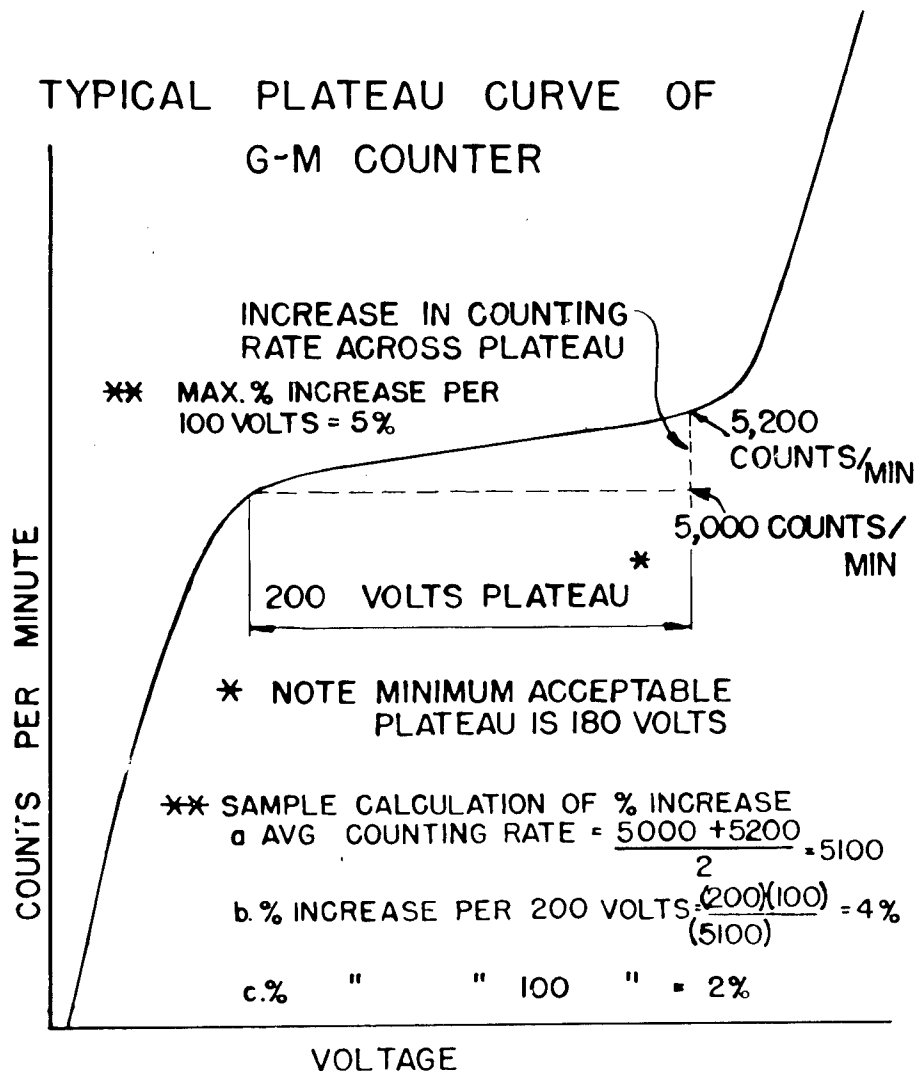 TYPICAL PLATEAU CURVE OF
G-M COUNTER
INCREASE IN COUNTING
RATE ACROSS PLATEAU
** MAX.% INCREASE PER
100 VOLTS = 5%
5,200
COUNTS/MIN
5,000 COUNTS/
MIN
200 VOLTS PLATEAU*
* NOTE MINIMUM ACCEPTABLE
PLATEAU IS 180 VOLTS
** SAMPLE CALCULATION OF % INCREASE
a AVG COUNTING RATE = 5000 + 5200 / 2 = 5100
b. % INCREASE PER 200 VOLTS = (200)(100) / (5100) = 4%
c. % " " 100 " = 2%
COUNTS PER MINUTE
VOLTAGE